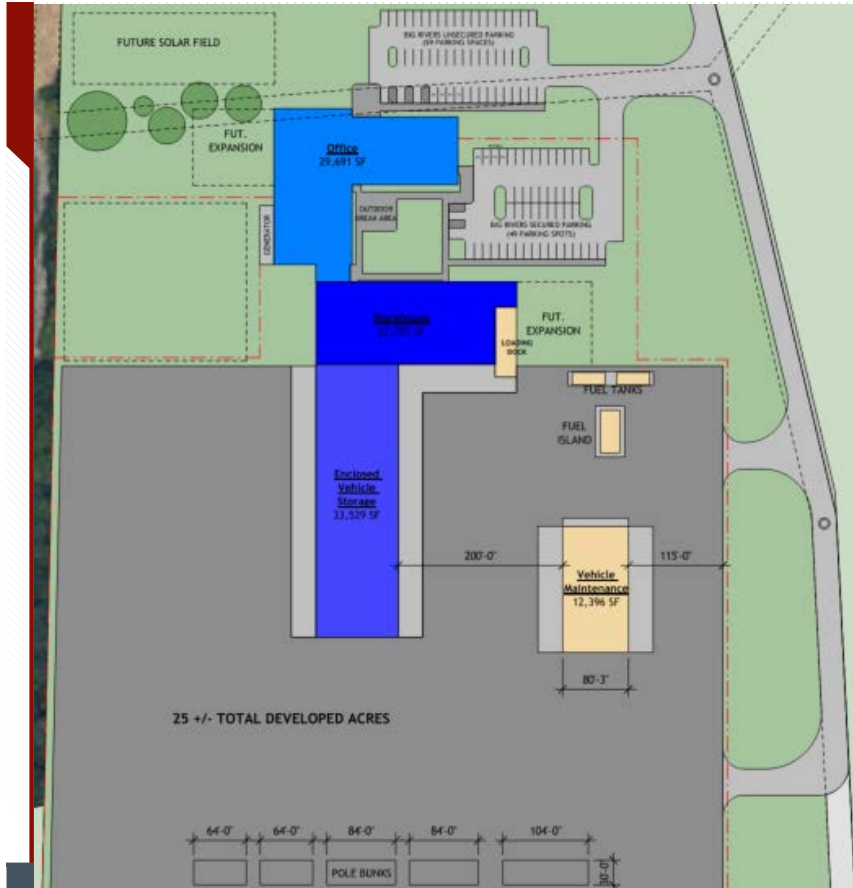 FUTURE SOLAR FIELD
BIG RIVERS UNSECURED PARKING
FUT.
EXPANSION
Office
29,691 SF
GENERATOR
OUTDOOR
BREAK AREA
BIG RIVERS SECURED PARKING
(49 PARKING SPOTS)
Warehouse
FUT.
EXPANSION
LOADING
DOCK
FUEL TANKS
FUEL
ISLAND
Enclosed
Vehicle
Storage
33,529 SF
200'-0"
115'-0"
Vehicle
Maintenance
12,396 SF
80'-3"
25 +/- TOTAL DEVELOPED ACRES
64'-0"
64'-0"
84'-0"
84'-0"
104'-0"
POLE BUNKS
30'-0"